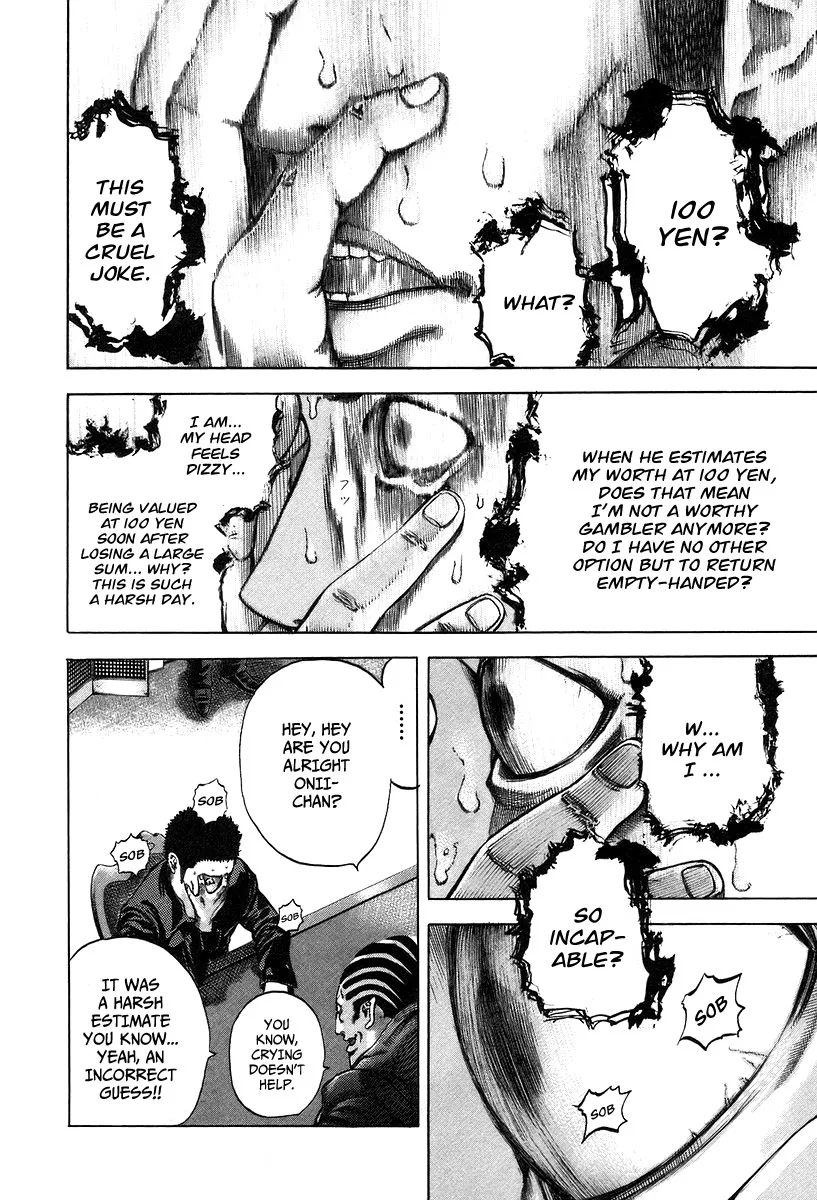 100
YEN?
WHAT?
THIS
MUST
BE A
CRUEL
JOKE.
WHEN HE ESTIMATES
MY WORTH AT 100 YEN,
DOES THAT MEAN
I'M NOT A WORTHY
GAMBLER ANYMORE?
DO I HAVE NO OTHER
OPTION BUT TO RETURN
EMPTY-HANDED?
I AM...
MY HEAD
FEELS
DIZZY...
BEING VALUED
AT 100 YEN
SOON AFTER
LOSING A LARGE
SUM... WHY?
THIS IS SUCH
A HARSH DAY.
W...
WHY AM
I ...
SO
INCAP-
ABLE?
SOB
SOB
HEY, HEY
ARE YOU
ALRIGHT
ONII-
CHAN?
SOB
SOB
SOB
YOU
KNOW,
CRYING
DOESN'T
HELP.
IT WAS
A HARSH
ESTIMATE
YOU KNOW...
YEAH, AN
INCORRECT
GUESS!!